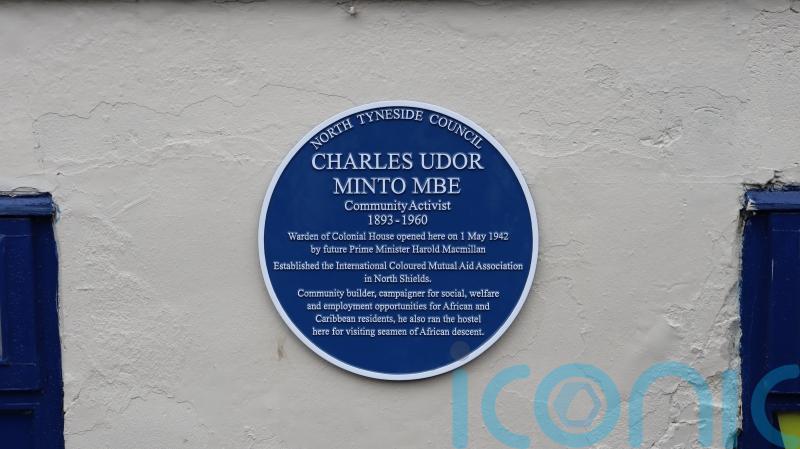 NORTH TYNESIDE COUNCIL
CHARLES UDOR
MINTO MBE
Community Activist
1893-1960
Warden of Colonial House opened here on 1 May 1942
by future Prime Minister Harold Macmillan
Established the International Coloured Mutual Aid Association
in North Shields.
Community builder, campaigner for social, welfare
and employment opportunities for African and
Caribbean residents, he also ran the hostel
here for visiting seamen of African descent.
iconic